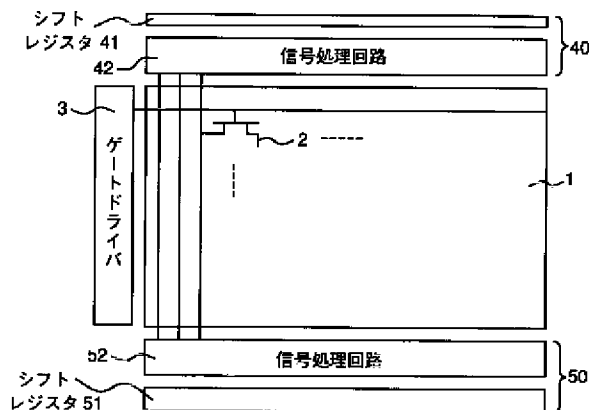 シフト
レジスタ 41
40
42
信号処理回路
3
ゲートドライバ
2
1
52
信号処理回路
50
シフト
レジスタ 51